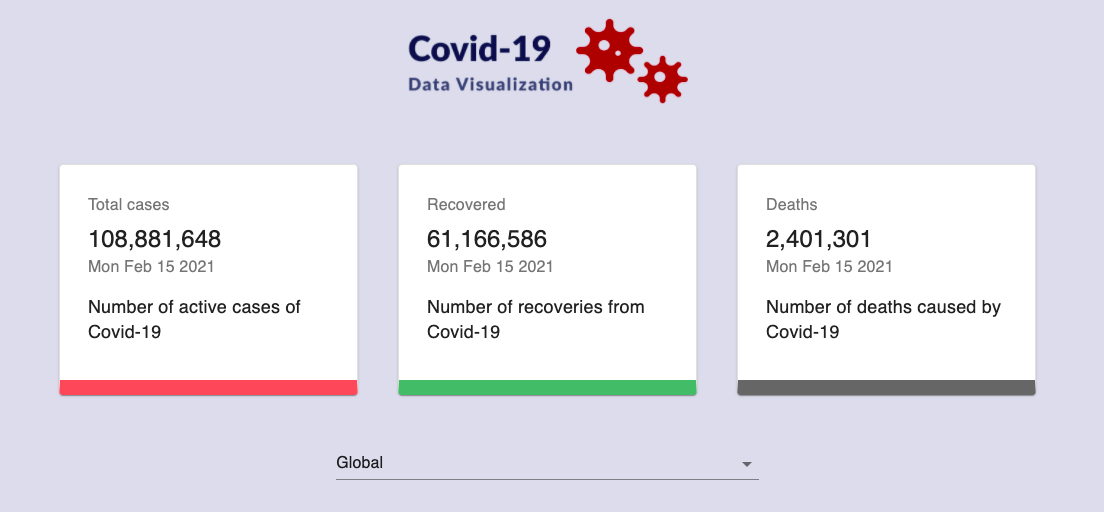 Covid-19
Data Visualization
Total cases
108,881,648
Mon Feb 15 2021
Number of active cases of
Covid-19
Recovered
61,166,586
Mon Feb 15 2021
Number of recoveries from
Covid-19
Deaths
2,401,301
Mon Feb 15 2021
Number of deaths caused by
Covid-19
Global